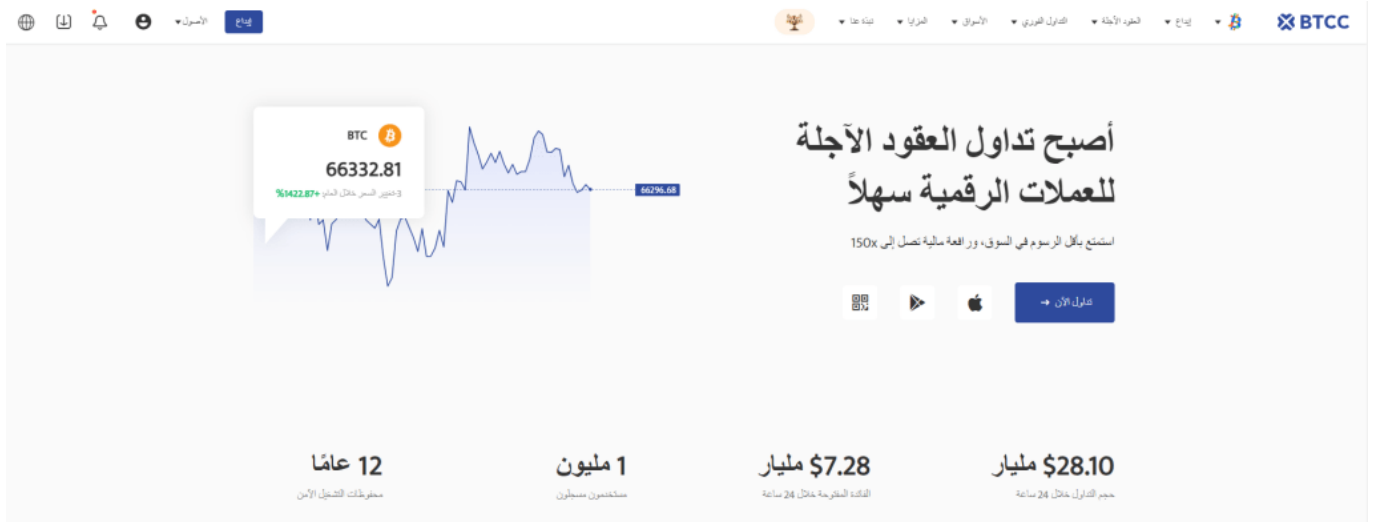 BTCC
إيداع
العقود الآجلة
التداول الفوري
الأسواق
المزايا
نبذة عنا
الأصول
إيداع
أصبح تداول العقود الآجلة
للعملات الرقمية سهلاً
استمتع بأقل الرسوم في السوق، ورافعة مالية تصل إلى 150x
تداول الآن →
BTC
66332.81
%1422.87+
66296.68
$28.10 مليار
حجم التداول خلال 24 ساعة
$7.28 مليار
الفائدة المفتوحة خلال 24 ساعة
1 مليون
مستخدمون مسجلون
12 عامًا
محفوظات التشغيل الآمن